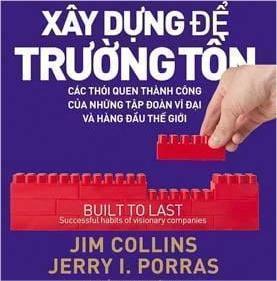 XÂY DỰNG ĐỂ
TRƯỜNG TỒN
CÁC THÓI QUEN THÀNH CÔNG
CỦA NHỮNG TẬP ĐOÀN VĨ ĐẠI
VÀ HÀNG ĐẦU THẾ GIỚI
BUILT TO LAST
Successful habits of visionary companies
JIM COLLINS
JERRY I. PORRAS